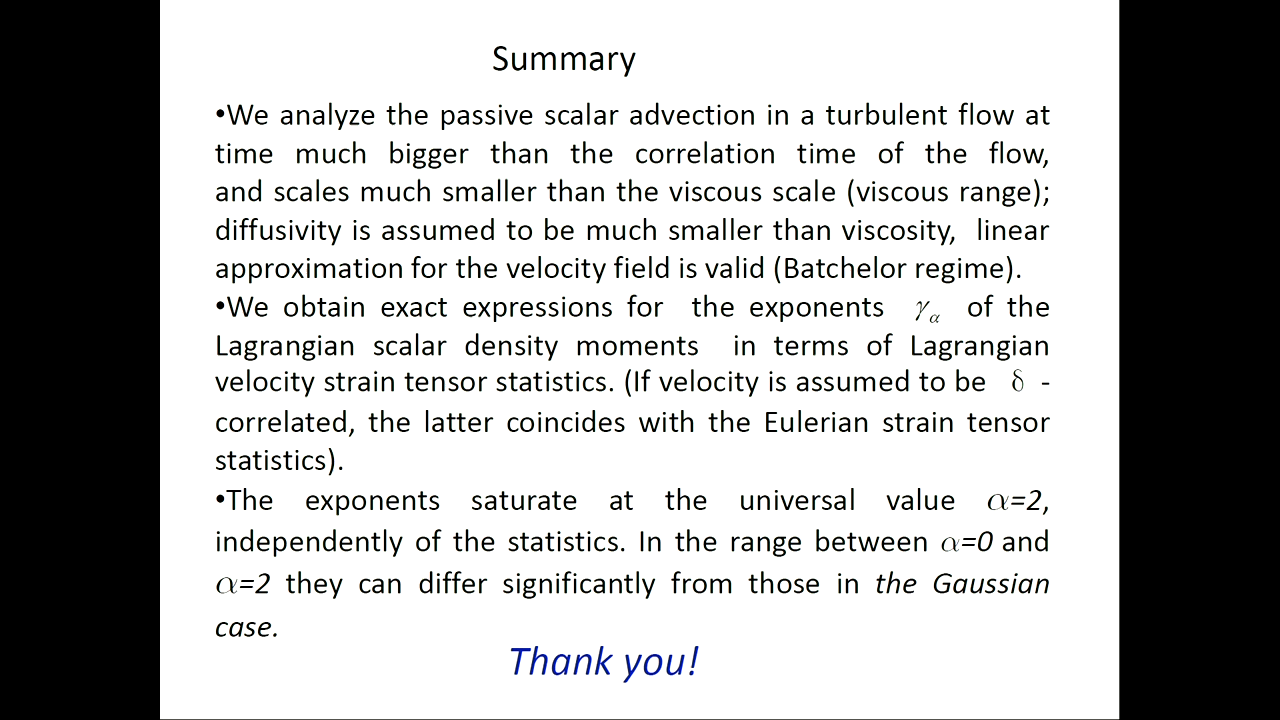 Summary
•We analyze the passive scalar advection in a turbulent flow at
time much bigger than the correlation time of the flow,
and scales much smaller than the viscous scale (viscous range);
diffusivity is assumed to be much smaller than viscosity, linear
approximation for the velocity field is valid (Batchelor regime).
•We obtain exact expressions for the exponents γα of the
Lagrangian scalar density moments in terms of Lagrangian
velocity strain tensor statistics. (If velocity is assumed to be δ -
correlated, the latter coincides with the Eulerian strain tensor
statistics).
•The exponents saturate at the universal value α=2,
independently of the statistics. In the range between α=0 and
α=2 they can differ significantly from those in the Gaussian
case.
Thank you!